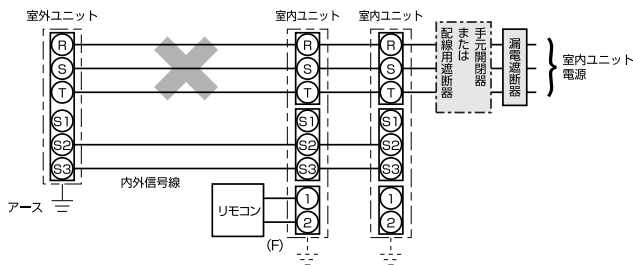 室外ユニット
室内ユニット
室内ユニット
R
S
T
S1
S2
S3
R
S
T
S1
S2
S3
1
2
R
S
T
S1
S2
S3
1
2
手元開閉器
または
配線用遮断器
漏電遮断器
室内ユニット
電源
内外信号線
アース
リモコン
(F)